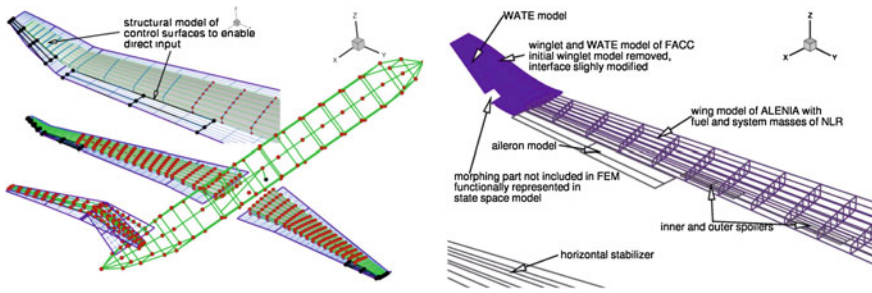 structural model of
control surfaces to enable
direct input
Z
X
Y
WATE model
winglet and WATE model of FACC
initial winglet model removed,
interface slighly modified
Z
X
Y
wing model of ALENIA with
fuel and system masses of NLR
aileron model
morphing part not included in FEM
functionally represented in
state space model
inner and outer spoilers
horizontal stabilizer